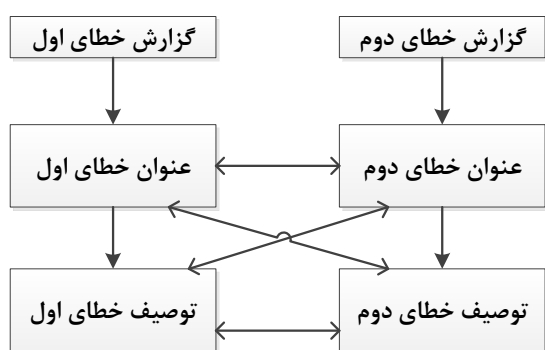 گزارش خطای دوم
گزارش خطای اول
عنوان خطای دوم
عنوان خطای اول
توصیف خطای دوم
توصیف خطای اول